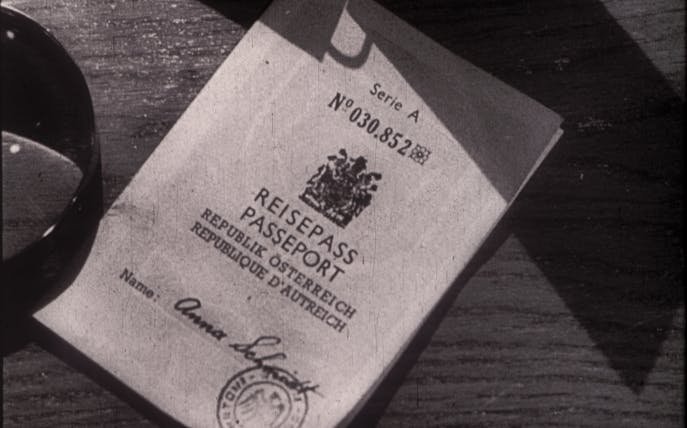 Serie A
Nº 030.852
REISEPASS
PASSEPORT
REPUBLIK ÖSTERREICH
REPUBLIQUE D'AUTREICH
Name: Anna Schmidt